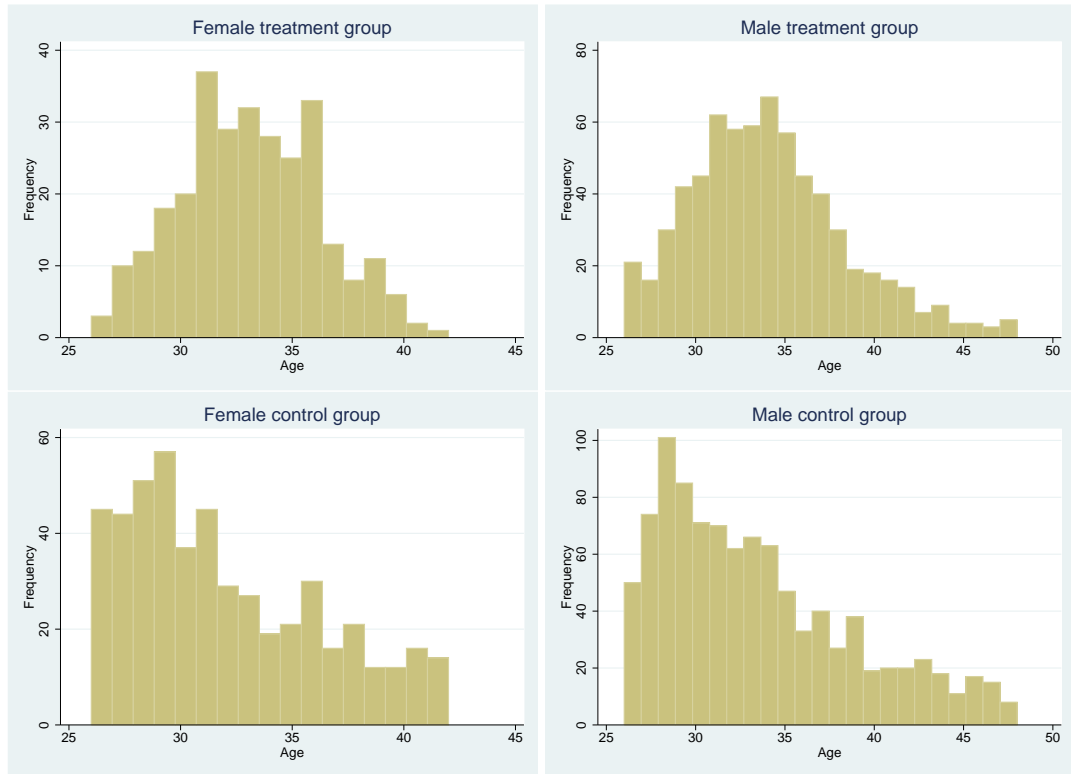 Female treatment group
40
30
20
10
0
Frequency
25 30 35 40 45
Age
Male treatment group
80
60
40
20
0
Frequency
25 30 35 40 45 50
Age
Female control group
60
40
20
0
Frequency
25 30 35 40 45
Age
Male control group
100
80
60
40
20
0
Frequency
25 30 35 40 45 50
Age